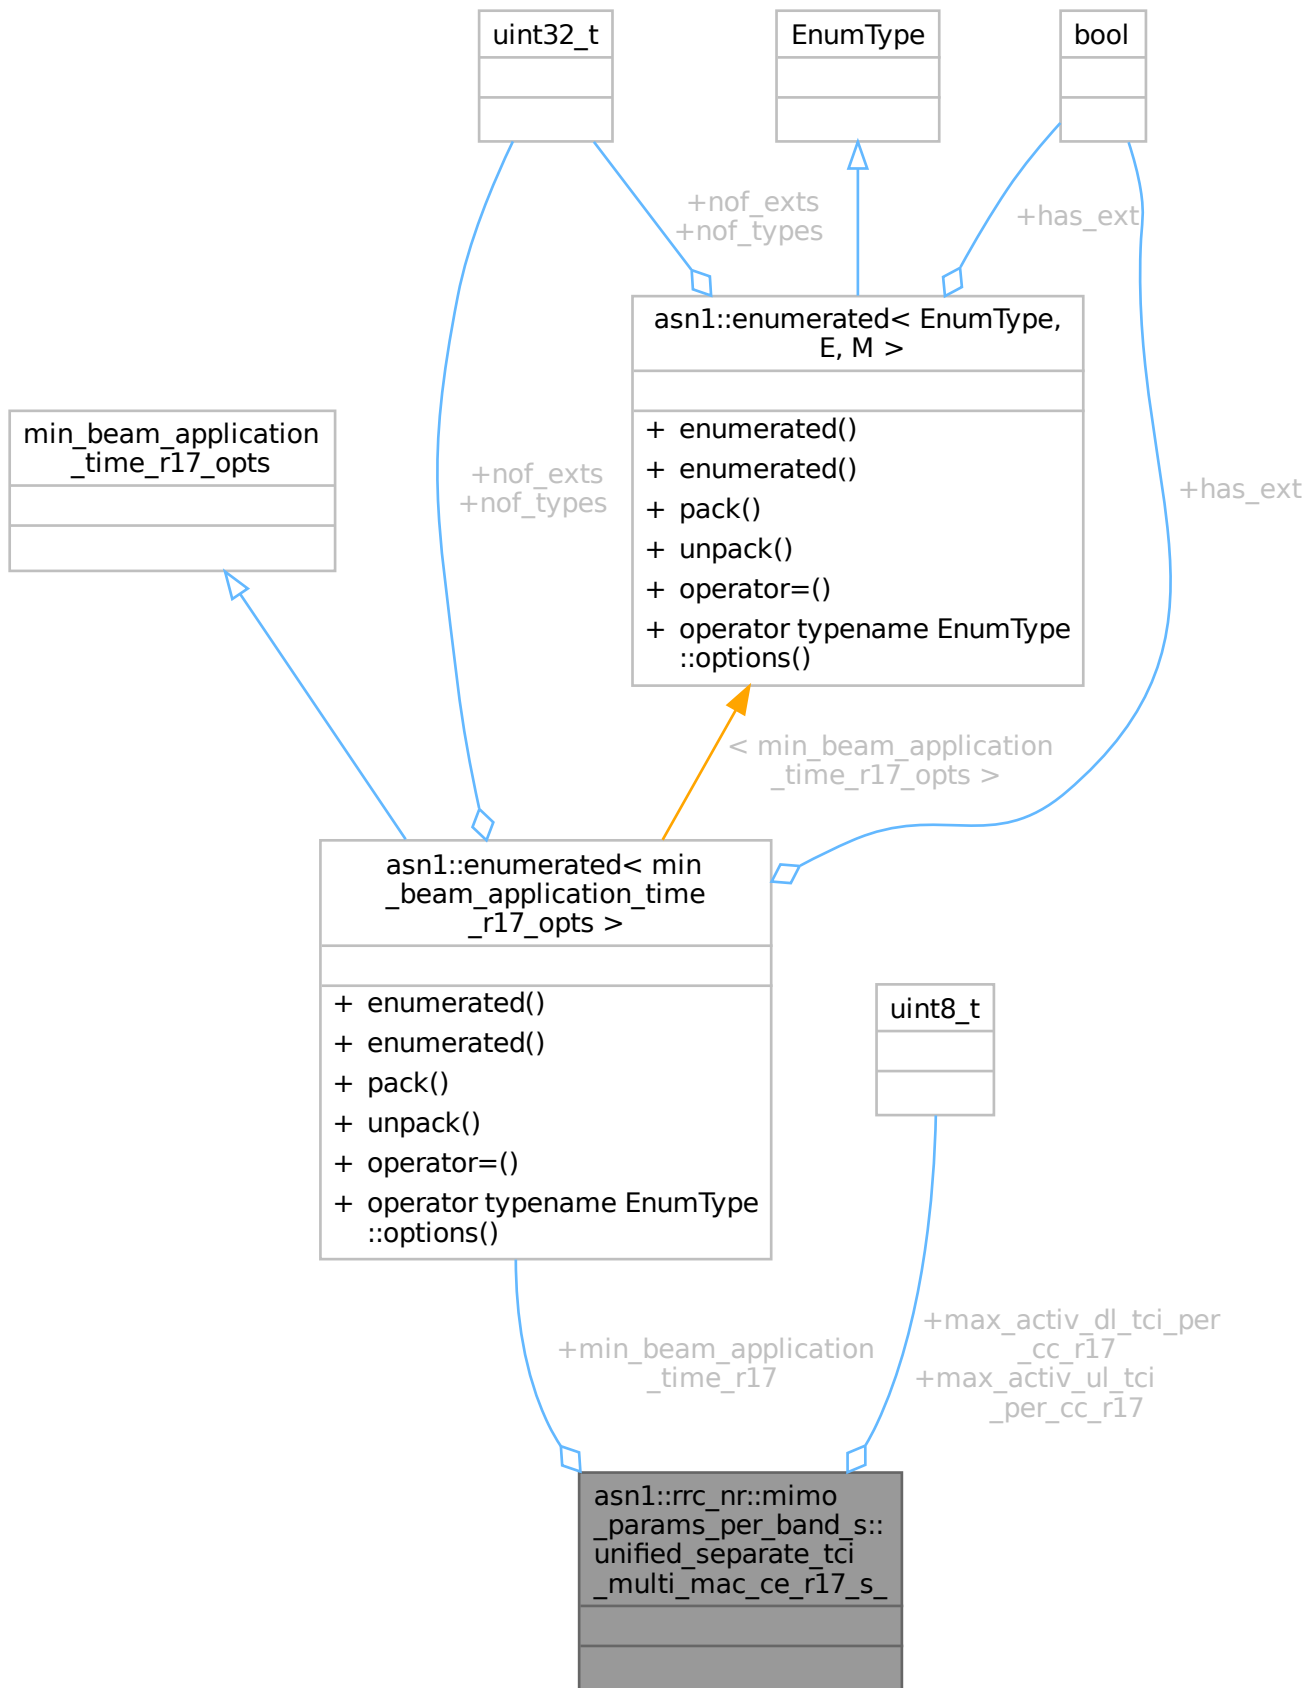 uint32_t
EnumType
bool
+nof_exts
+nof_types
+has_ext
asn1::enumerated< EnumType,
E, M >
+ enumerated()
+ enumerated()
+ pack()
+ unpack()
+ operator=()
+ operator typename EnumType
::options()
min_beam_application
_time_r17_opts
+nof_exts
+nof_types
+has_ext
< min_beam_application
_time_r17_opts >
asn1::enumerated< min
_beam_application_time
_r17_opts >
+ enumerated()
+ enumerated()
+ pack()
+ unpack()
+ operator=()
+ operator typename EnumType
::options()
uint8_t
+min_beam_application
_time_r17
+max_activ_dl_tci_per
_cc_r17
+max_activ_ul_tci
_per_cc_r17
asn1::rrc_nr::mimo
_params_per_band_s::
unified_separate_tci
_multi_mac_ce_r17_s_